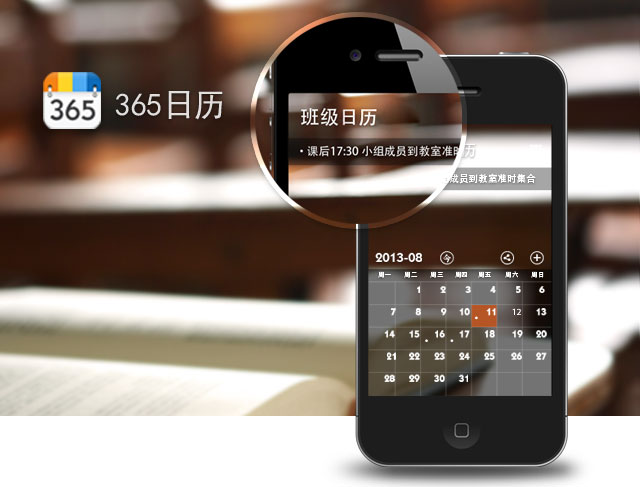 365
365日历
班级日历
• 课后17:30 小组成员到教室准时
成员到教室准时集合
2013-08 今
周一 周二 周三 周四 周五 周六 周日
1 2 3 4 5 6
7 8 9 10 11 12 13
14 15 16 17 18 19 20
21 22 23 24 25 26 27
28 29 30 31